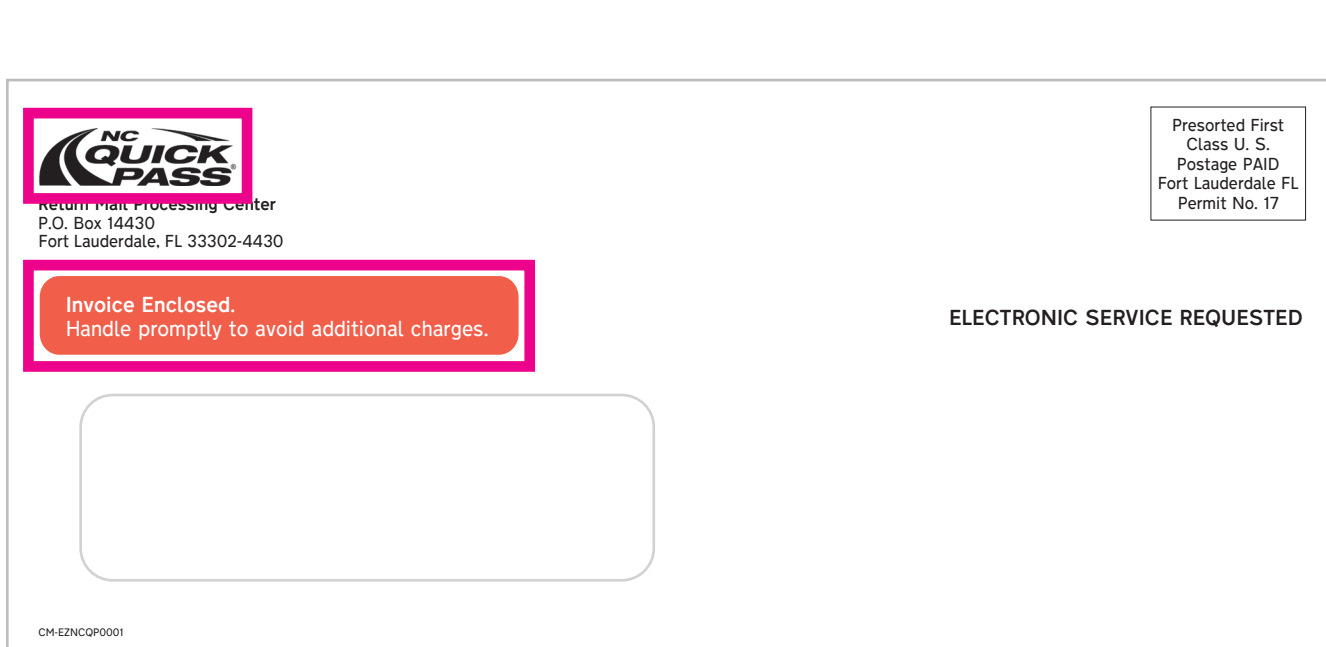 NC
QUICK
PASS®
Return Mail Processing Center
P.O. Box 14430
Fort Lauderdale, FL 33302-4430
Presorted First
Class U. S.
Postage PAID
Fort Lauderdale FL
Permit No. 17
Invoice Enclosed.
Handle promptly to avoid additional charges.
ELECTRONIC SERVICE REQUESTED
CM-EZNCQP0001